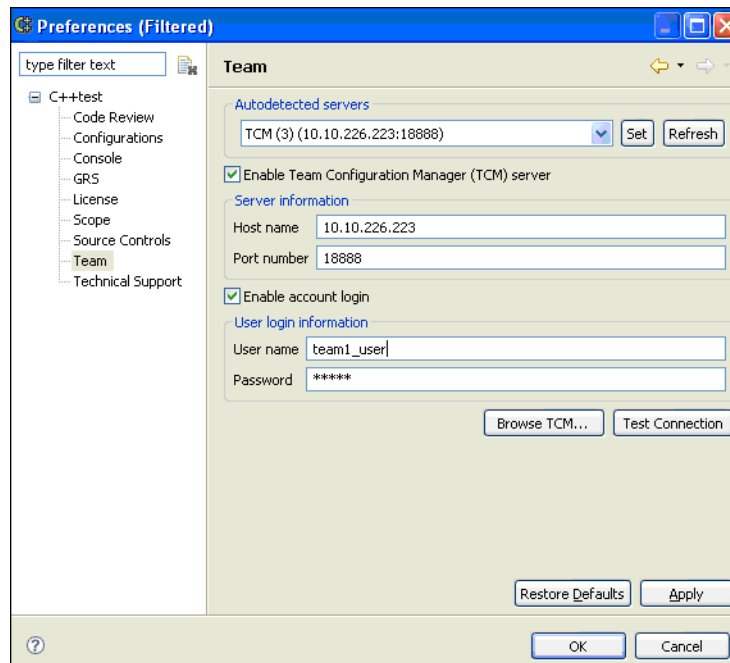 Preferences (Filtered)
type filter text
C++test
Code Review
Configurations
Console
GRS
License
Scope
Source Controls
Team
Technical Support
Team
Autodetected servers
TCM (3) (10.10.226.223:18888)
Set
Refresh
Enable Team Configuration Manager (TCM) server
Server information
Host name
10.10.226.223
Port number
18888
Enable account login
User login information
User name
team1_user
Password
*****
Browse TCM...
Test Connection
Restore Defaults
Apply
?
OK
Cancel